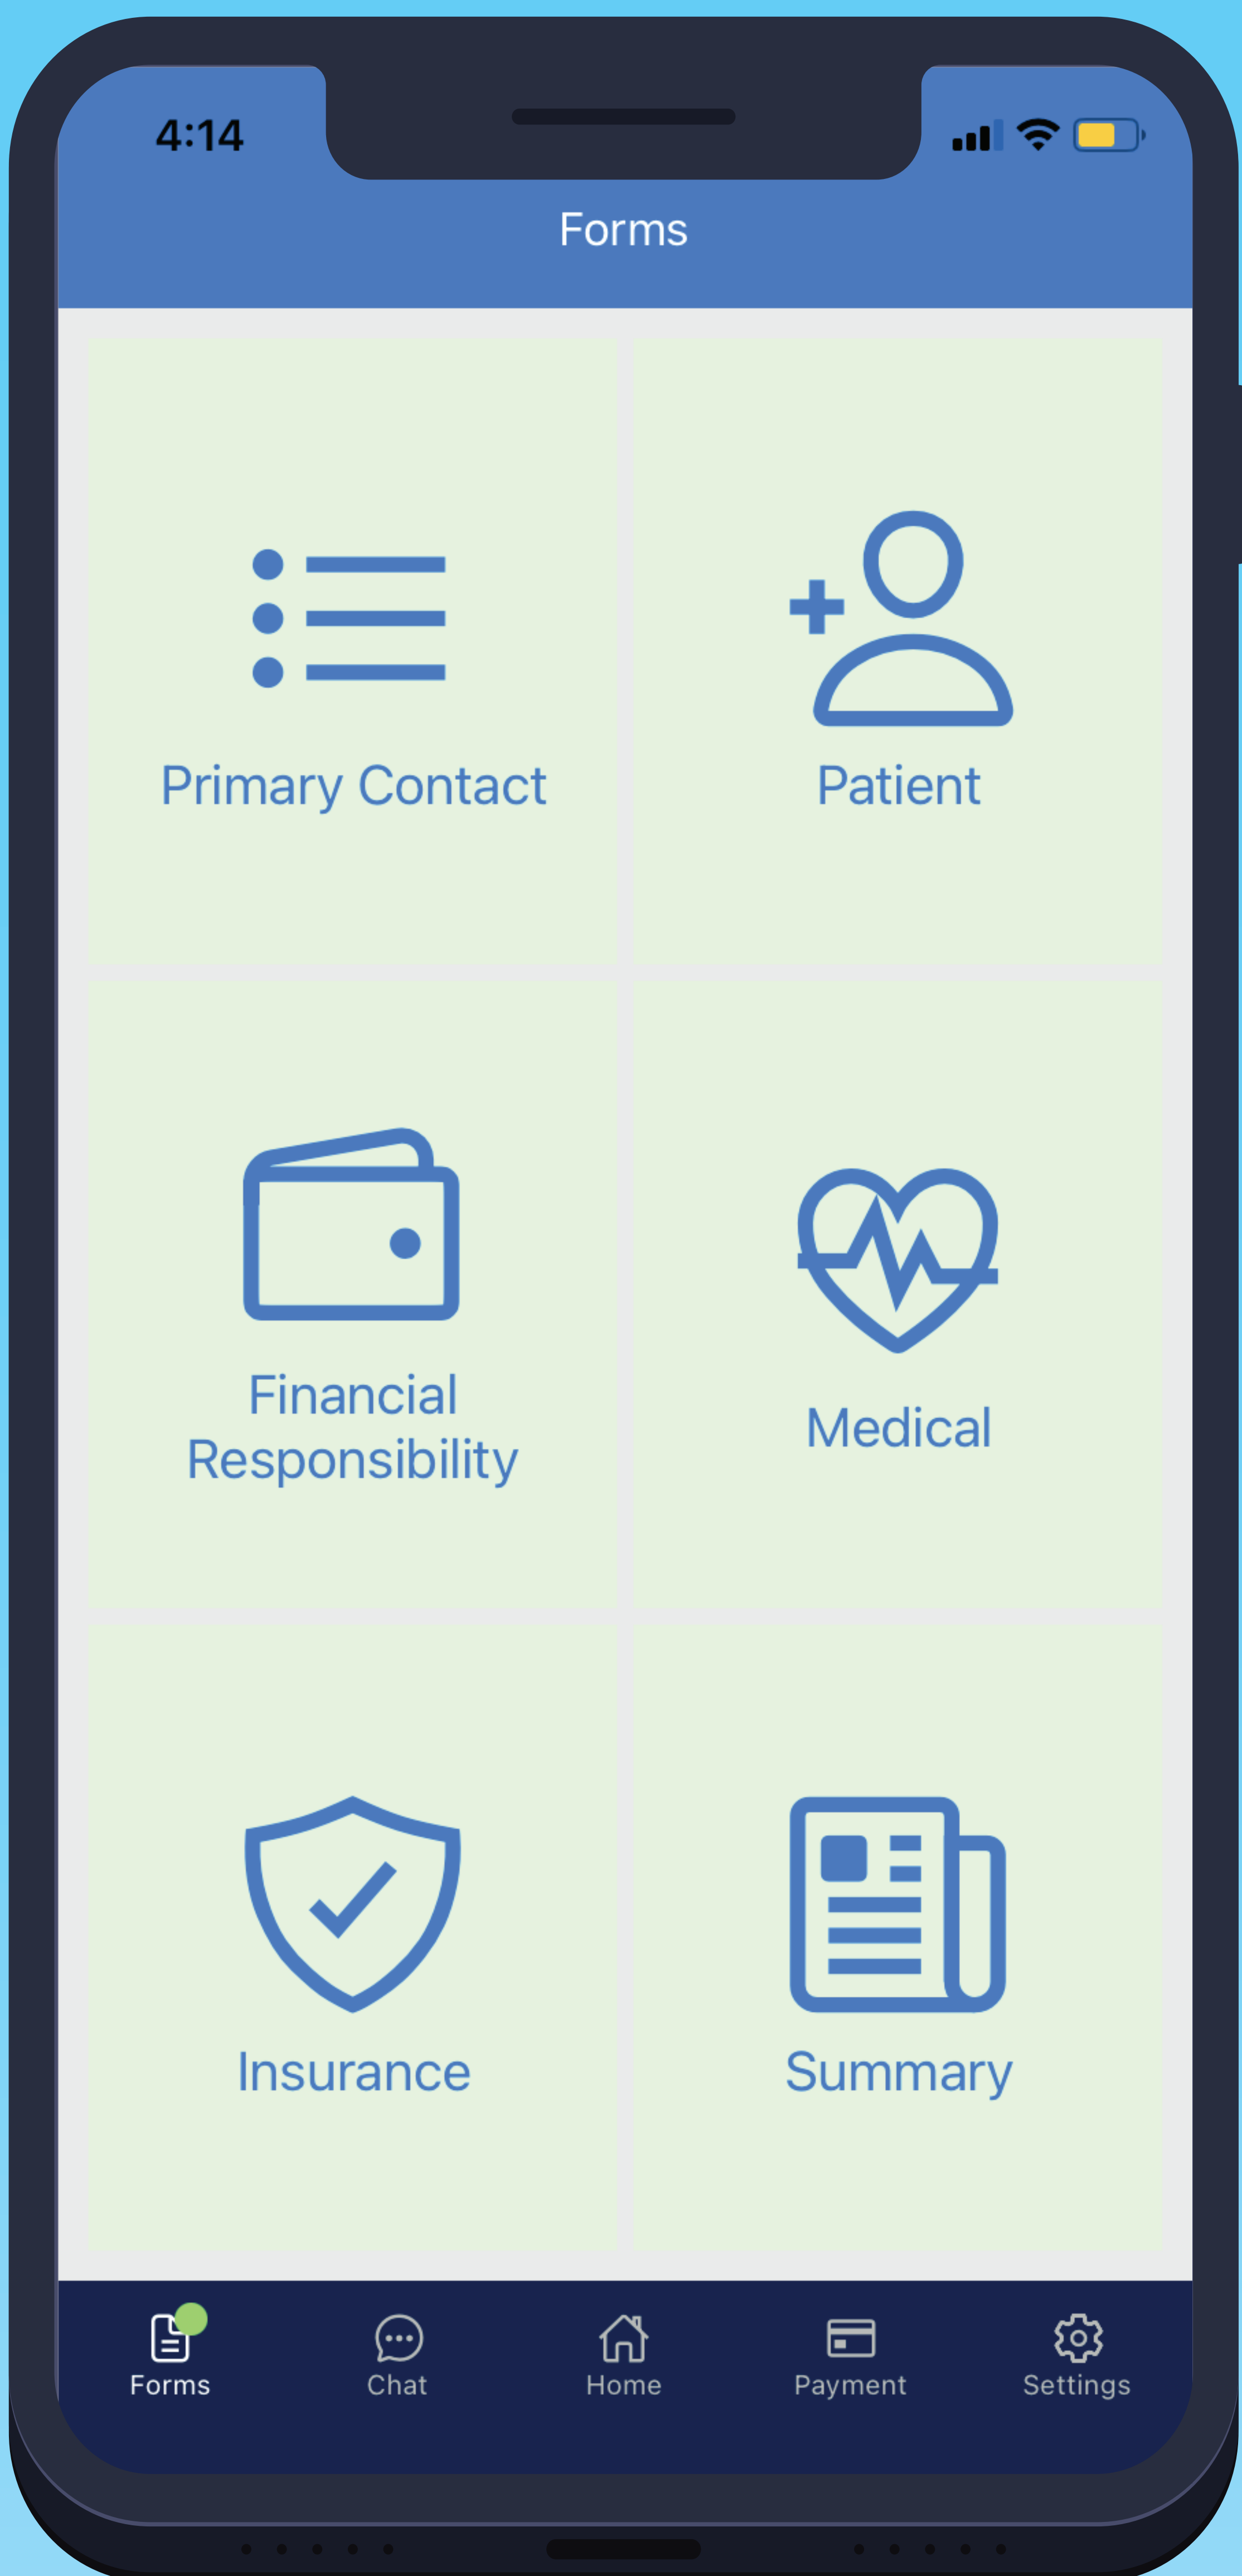 4:14
Forms
Primary Contact
Patient
Financial
Responsibility
Medical
Insurance
Summary
Forms
Chat
Home
Payment
Settings